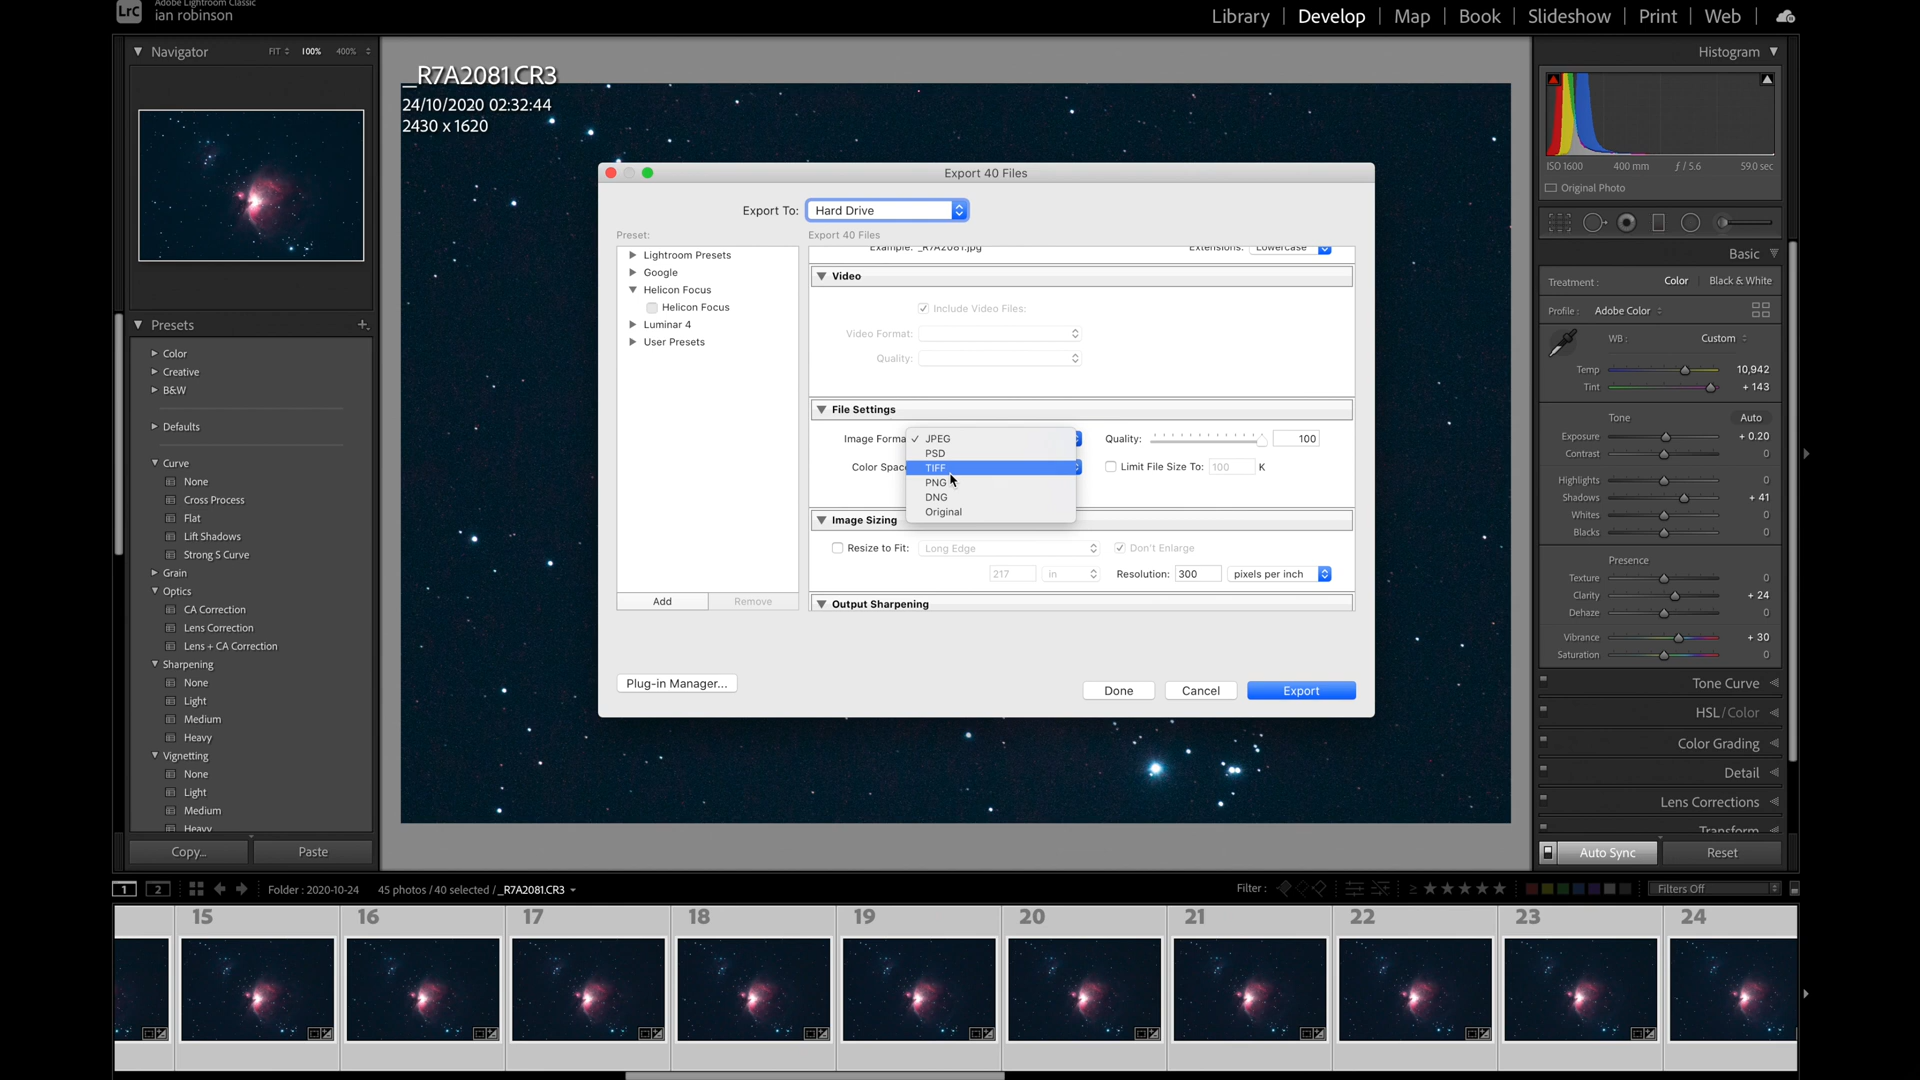 LrC
Adobe Lightroom Classic
ian robinson
Library | Develop | Map | Book | Slideshow | Print | Web |
Navigator FIT 100% 400%
Presets +
Color
Creative
B&W
Defaults
Curve
None
Cross Process
Flat
Lift Shadows
Strong S Curve
Grain
Optics
CA Correction
Lens Correction
Lens + CA Correction
Sharpening
None
Light
Medium
Heavy
Vignetting
None
Light
Medium
Heavy
Copy... Paste
_R7A2081.CR3
24/10/2020 02:32:44
2430 x 1620
Export 40 Files
Export To: Hard Drive
Preset:
Lightroom Presets
Google
Helicon Focus
Helicon Focus
Luminar 4
User Presets
Add Remove
Plug-in Manager...
Export 40 Files
Example: _R7A2081.jpg Extensions: Lowercase
Video
Include Video Files:
Video Format:
Quality:
File Settings
Image Forma
JPEG
PSD
TIFF
PNG
DNG
Original
Quality: 100
Color Spac
Limit File Size To: 100 K
Image Sizing
Resize to Fit: Long Edge Don't Enlarge
217 in Resolution: 300 pixels per inch
Output Sharpening
Done Cancel Export
Histogram
ISO 1600 400 mm ƒ / 5.6 59.0 sec
Original Photo
Basic
Treatment : Color Black & White
Profile : Adobe Color
WB : Custom
Temp 10,942
Tint + 143
Tone Auto
Exposure + 0.20
Contrast 0
Highlights 0
Shadows + 41
Whites 0
Blacks 0
Presence
Texture 0
Clarity + 24
Dehaze 0
Vibrance + 30
Saturation 0
Tone Curve
HSL / Color
Color Grading
Detail
Lens Corrections
Transform
Auto Sync Reset
1 2 Folder : 2020-10-24 45 photos / 40 selected / _R7A2081.CR3 Filter : ≥ ★★★★★ Filters Off
15 16 17 18 19 20 21 22 23 24